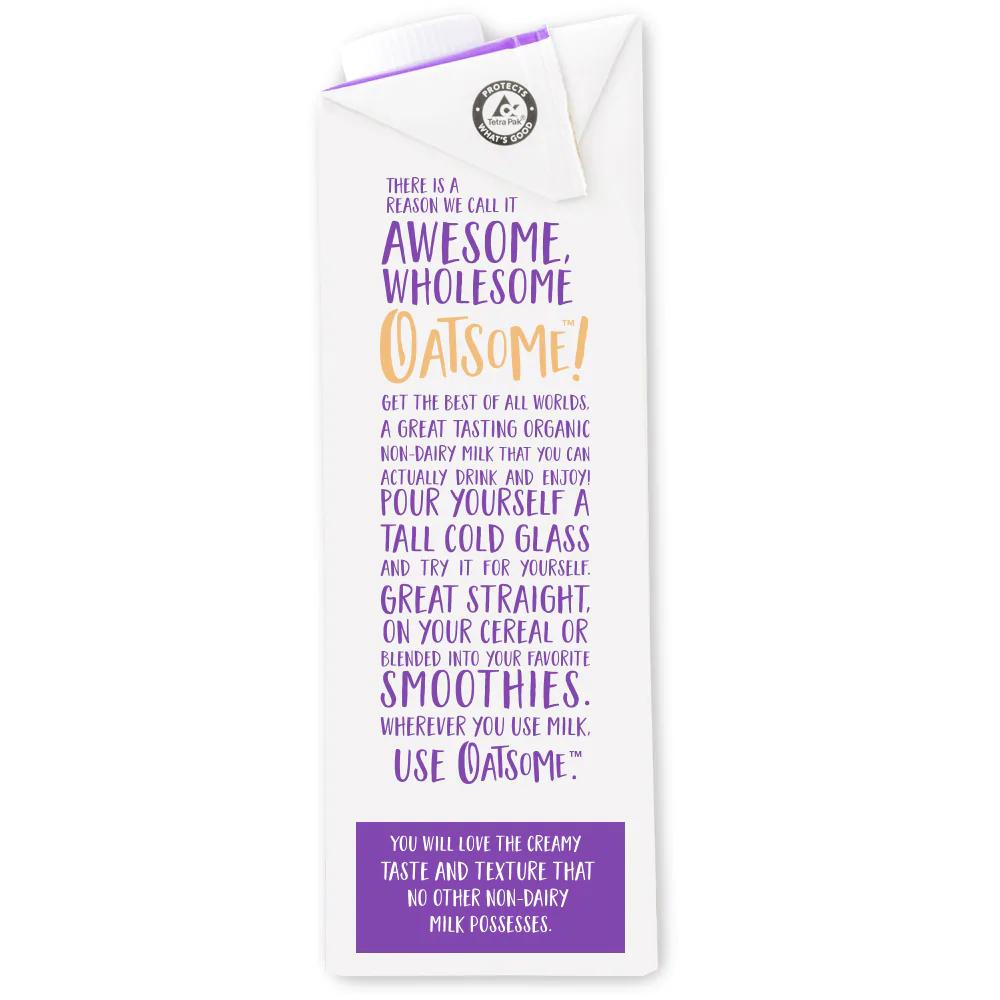 PROTECTS
Tetra Pak®
WHAT'S GOOD
THERE IS A
REASON WE CALL IT
AWESOME,
WHOLESOME
OATSOME™!
GET THE BEST OF ALL WORLDS,
A GREAT TASTING ORGANIC
NON-DAIRY MILK THAT YOU CAN
ACTUALLY DRINK AND ENJOY!
POUR YOURSELF A
TALL COLD GLASS
AND TRY IT FOR YOURSELF.
GREAT STRAIGHT,
ON YOUR CEREAL OR
BLENDED INTO YOUR FAVORITE
SMOOTHIES.
WHEREVER YOU USE MILK,
USE OATSOME.™
YOU WILL LOVE THE CREAMY
TASTE AND TEXTURE THAT
NO OTHER NON-DAIRY
MILK POSSESSES.